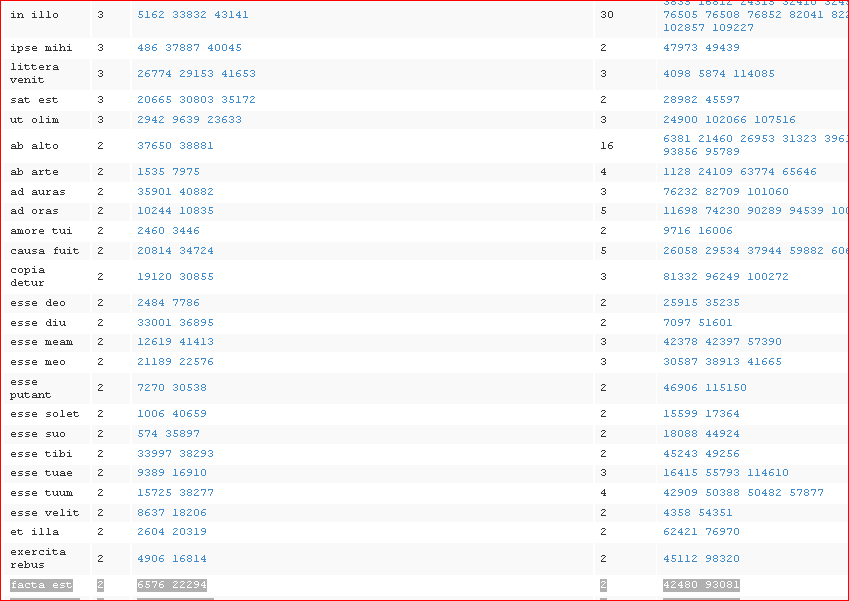 3839 16812 24315 32410 3245
in illo 3 5162 33832 43141 30 76505 76508 76852 82041 822
102857 109227
ipse mihi 3 486 37887 40045 2 47973 49439
littera
venit 3 26774 29153 41653 3 4098 5874 114085
sat est 3 20665 30803 35172 2 28982 45597
ut olim 3 2942 9639 23633 3 24900 102066 107516
ab alto 2 37650 38881 16 6381 21460 26953 31323 3961
93856 95789
ab arte 2 1535 7975 4 1128 24109 63774 65646
ad auras 2 35901 40882 3 76232 82709 101060
ad oras 2 10244 10835 5 11698 74230 90289 94539 100
amore tui 2 2460 3446 2 9716 16006
causa fuit 2 20814 34724 5 26058 29534 37944 59882 606
copia
detur 2 19120 30855 3 81332 96249 100272
esse deo 2 2484 7786 2 25915 35235
esse diu 2 33001 36895 2 7097 51601
esse meam 2 12619 41413 3 42378 42397 57390
esse meo 2 21189 22576 3 30587 38913 41665
esse
putant 2 7270 30538 2 46906 115150
esse solet 2 1006 40659 2 15599 17364
esse suo 2 574 35897 2 18088 44924
esse tibi 2 33997 38293 2 45243 49256
esse tuae 2 9389 16910 3 16415 55793 114610
esse tuum 2 15725 38277 4 42909 50388 50482 57877
esse velit 2 8637 18206 2 4358 54351
et illa 2 2604 20319 2 62421 76970
exercita
rebus 2 4906 16814 2 45112 98320
facta est 2 6576 22294 2 42480 93081